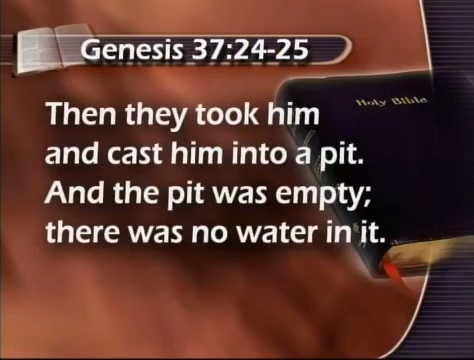 Genesis 37:24-25
Holy Bible
Then they took him
and cast him into a pit.
And the pit was empty;
there was no water in it.